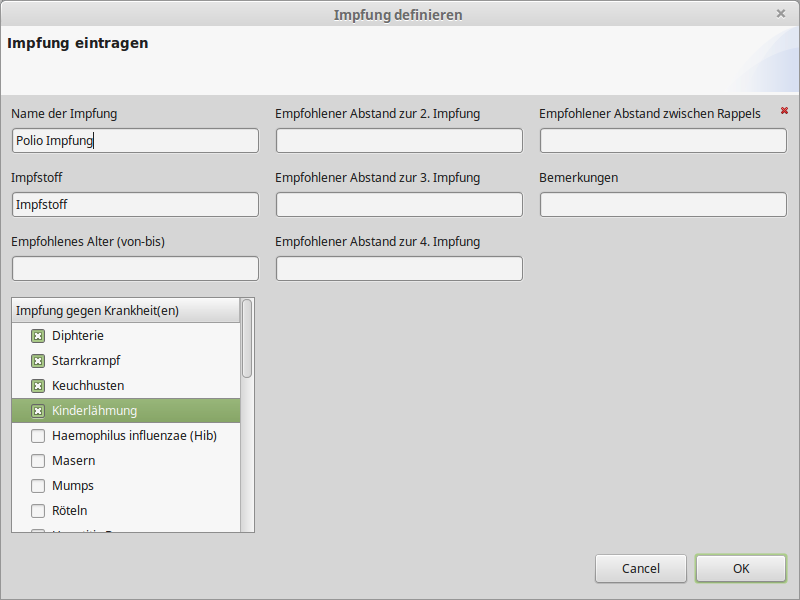 Impfung definieren
Impfung eintragen
Name der Impfung
Empfohlener Abstand zur 2. Impfung
Empfohlener Abstand zwischen Rappels
Polio Impfung
Impfstoff
Empfohlener Abstand zur 3. Impfung
Bemerkungen
Impfstoff
Empfohlenes Alter (von-bis)
Empfohlener Abstand zur 4. Impfung
Impfung gegen Krankheit(en)
Diphterie
Starrkrampf
Keuchhusten
Kinderlähmung
Haemophilus influenzae (Hib)
Masern
Mumps
Röteln
Cancel
OK